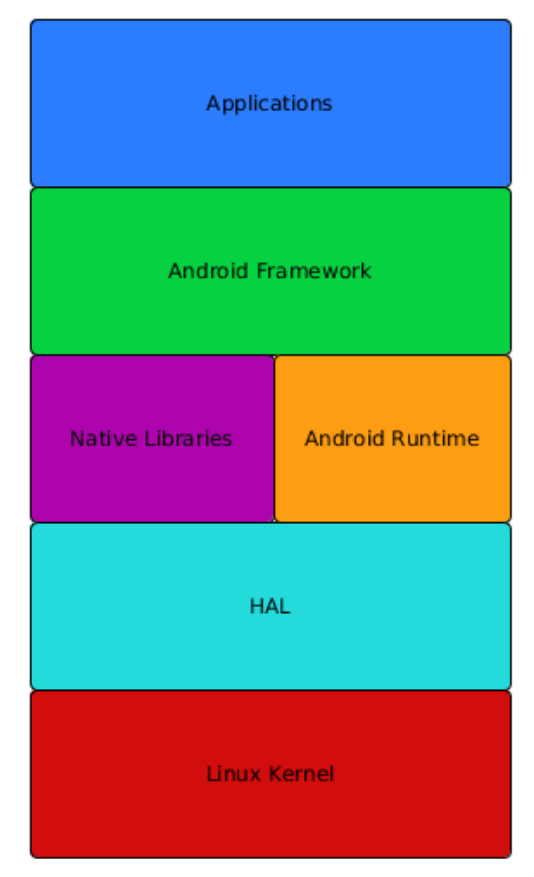 Applications
Android Framework
Native Libraries
Android Runtime
HAL
Linux Kernel